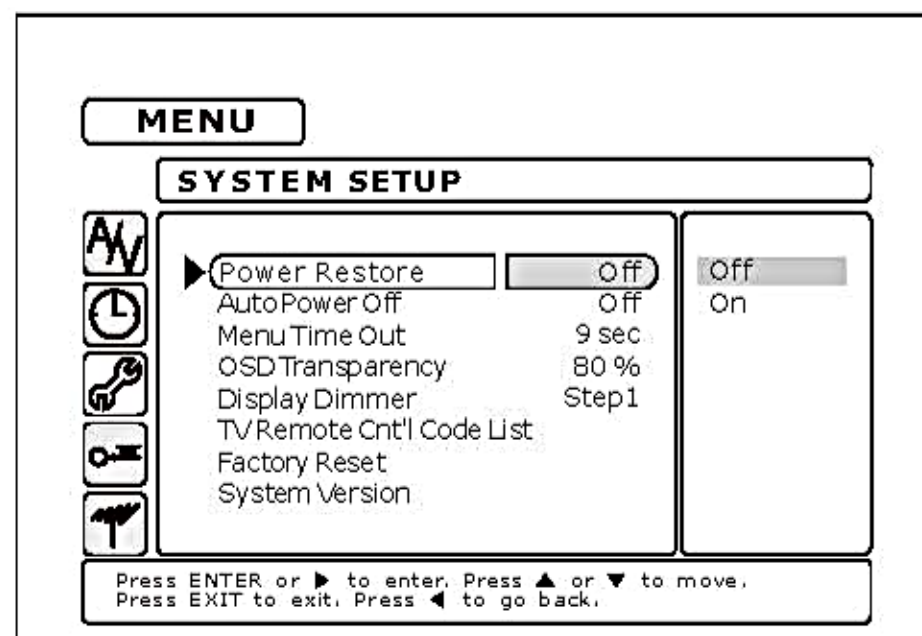 MENU
SYSTEM SETUP
Power Restore Off Off
Auto Power Off Off On
Menu Time Out 9 sec
OSD Transparency 80 %
Display Dimmer Step1
TV Remote Cnt'l Code List
Factory Reset
System Version
Press ENTER or ▶ to enter. Press ▲ or ▼ to move.
Press EXIT to exit. Press ◀ to go back.